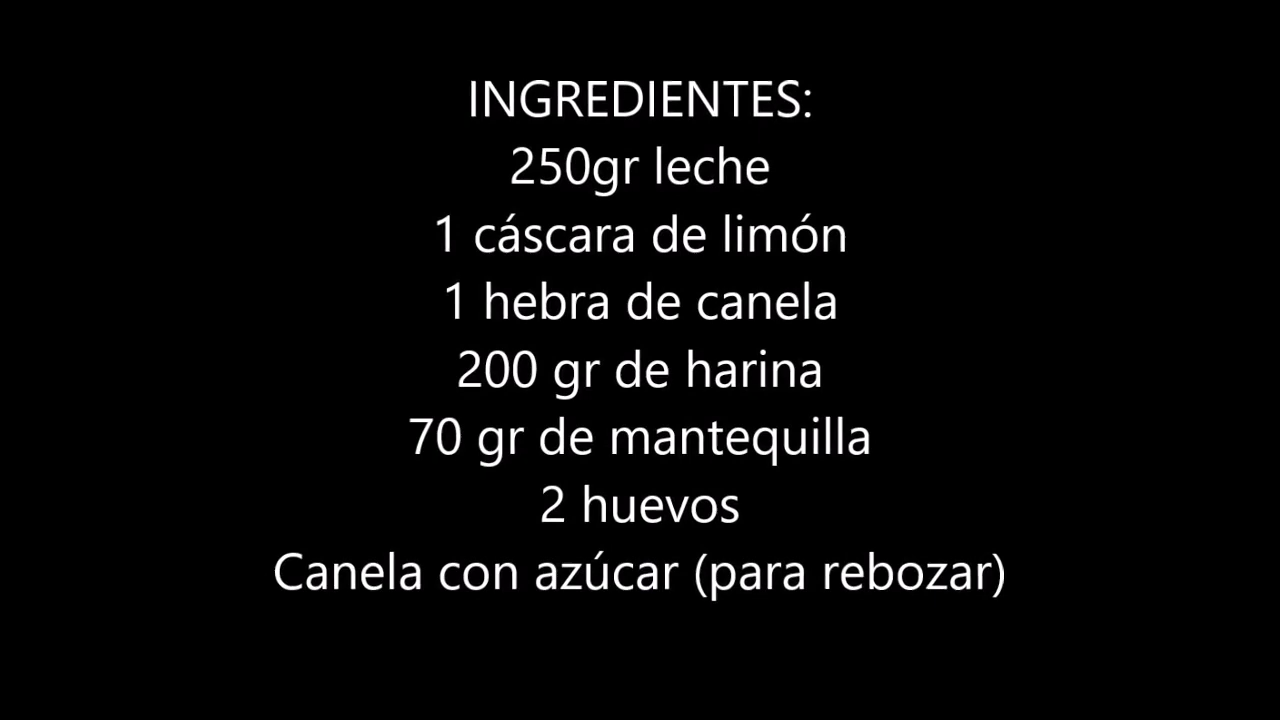 INGREDIENTES:
250gr leche
1 cáscara de limón
1 hebra de canela
200 gr de harina
70 gr de mantequilla
2 huevos
Canela con azúcar (para rebozar)